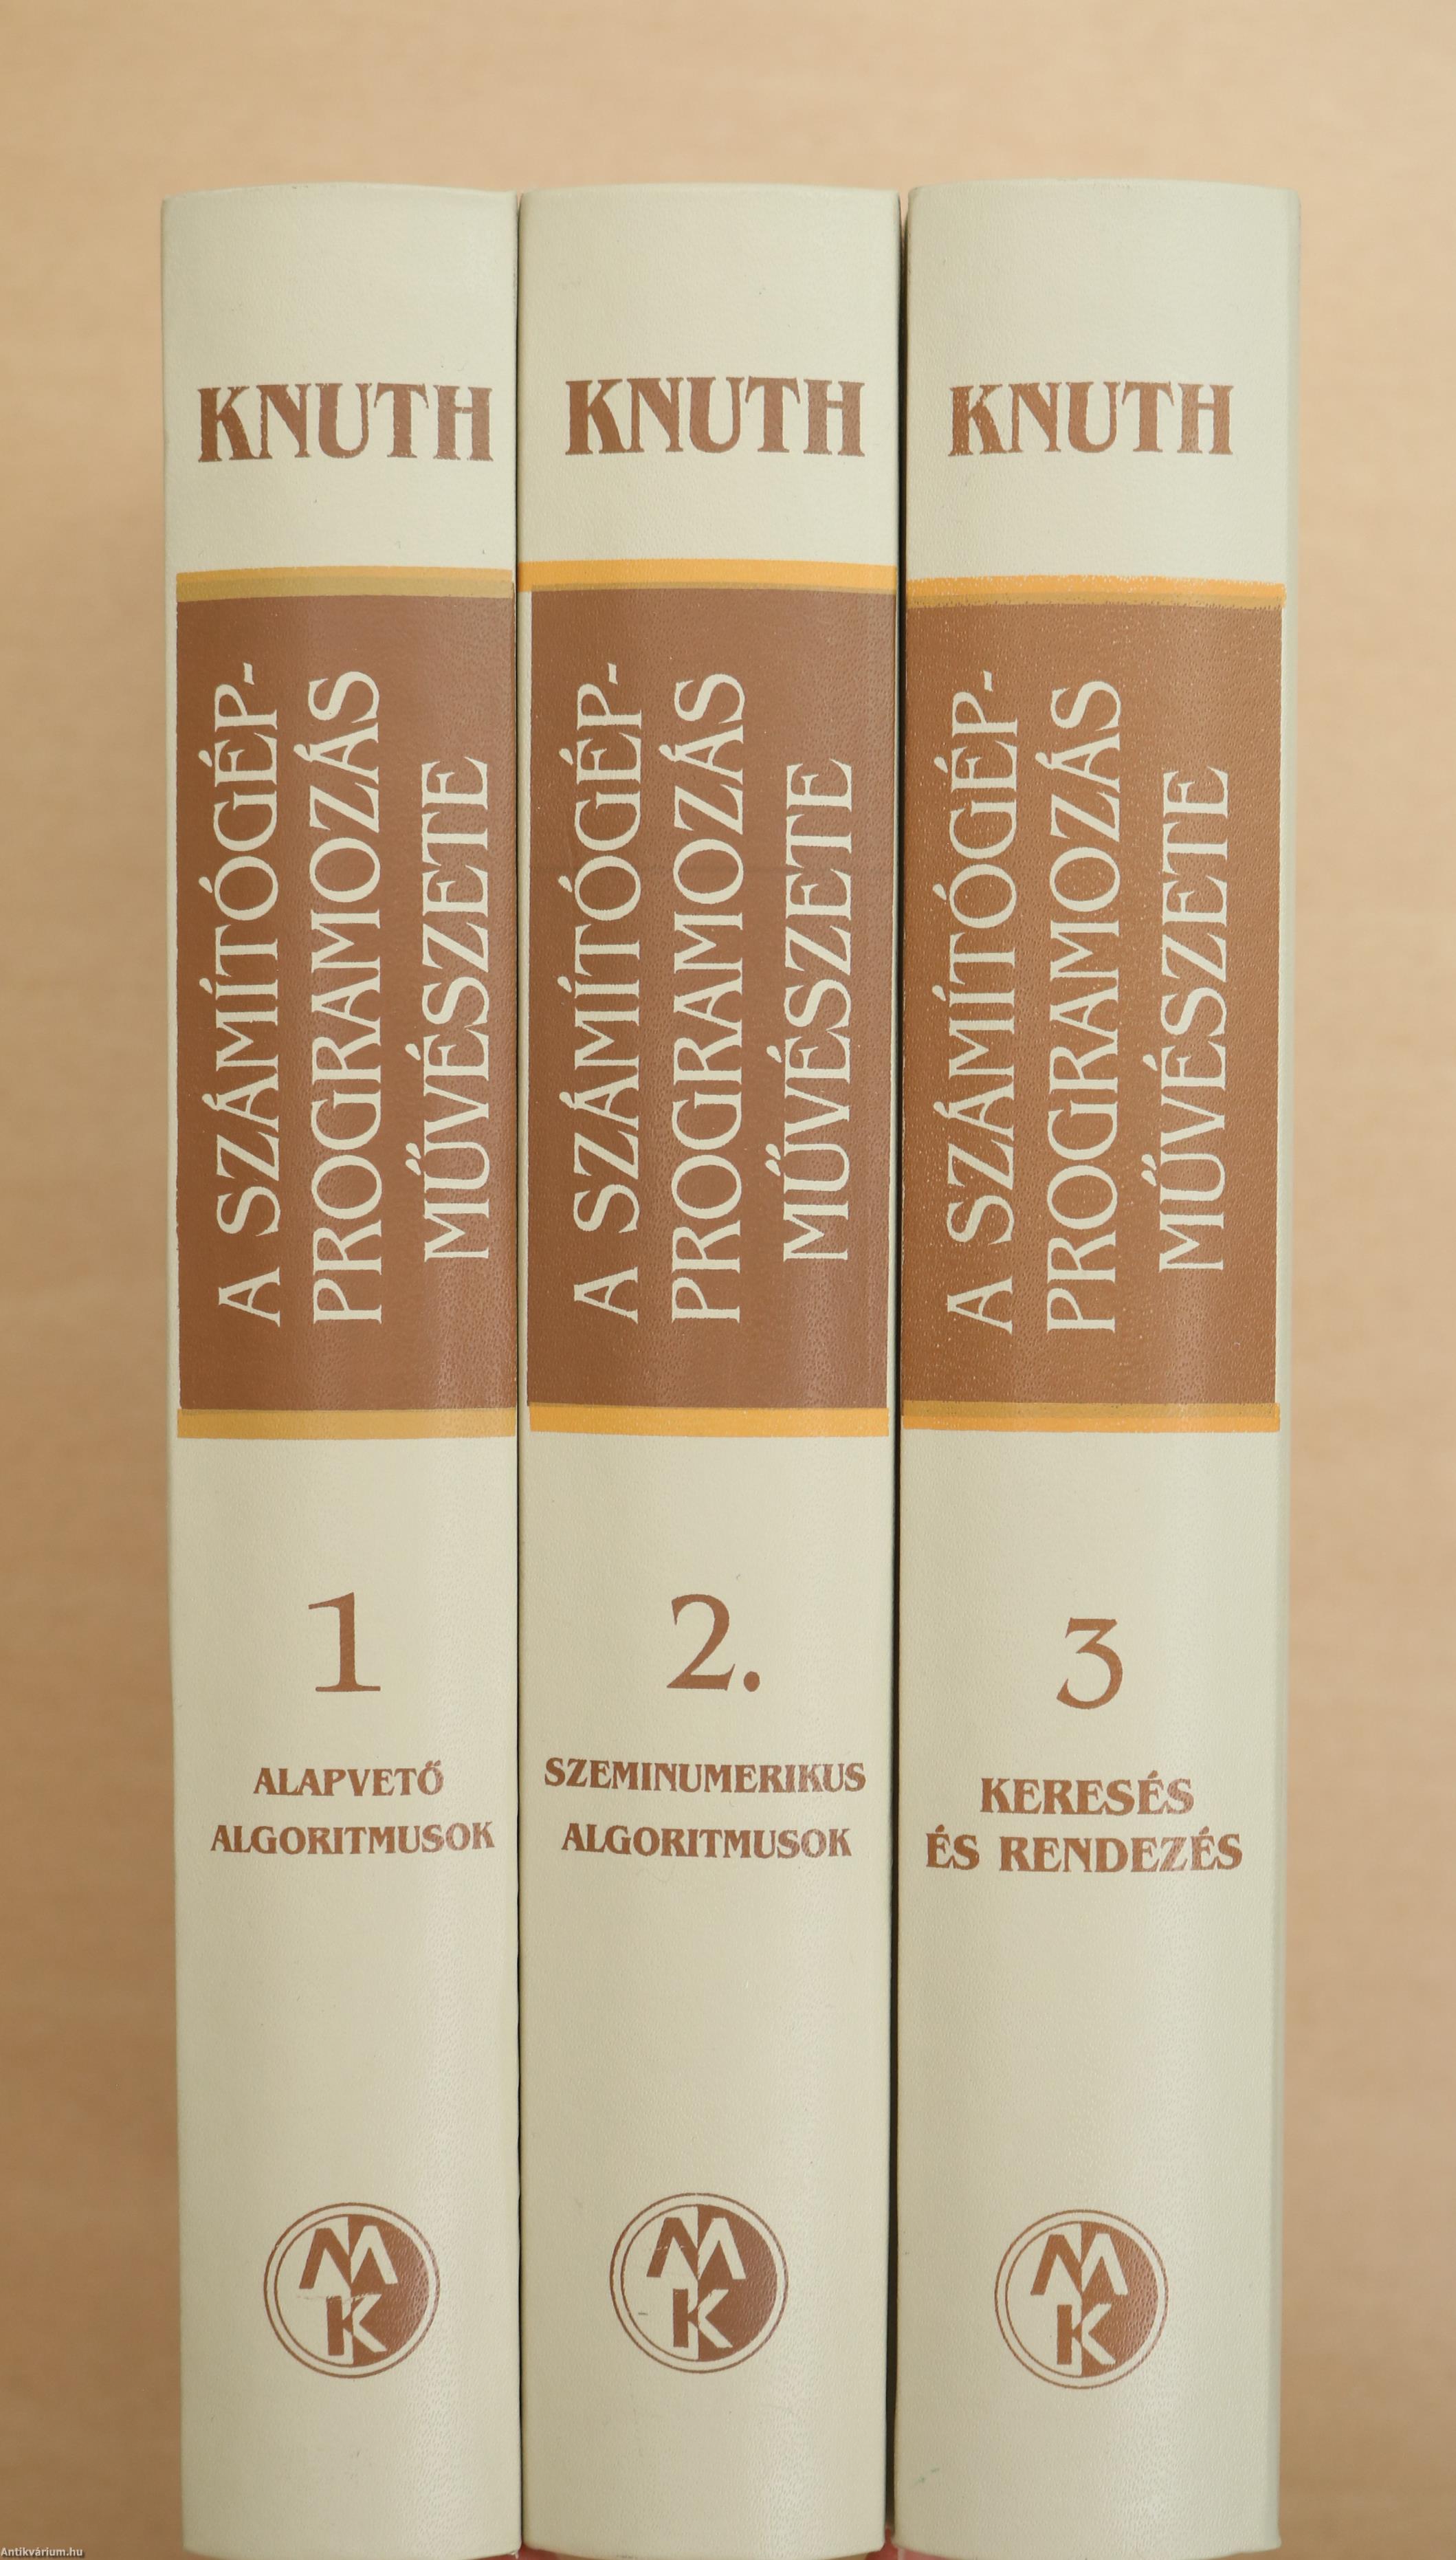 KNUTH
A SZÁMÍTÓGÉP-
PROGRAMOZÁS
MŰVÉSZETE
1
ALAPVETŐ
ALGORITMUSOK
MK
KNUTH
A SZÁMÍTÓGÉP-
PROGRAMOZÁS
MŰVÉSZETE
2.
SZEMINUMERIKUS
ALGORITMUSOK
MK
KNUTH
A SZÁMÍTÓGÉP-
PROGRAMOZÁS
MŰVÉSZETE
3
KERESÉS
ÉS RENDEZÉS
MK
Antikvárium.hu